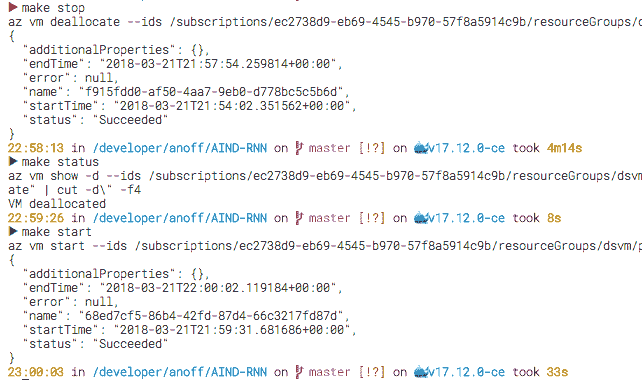 ▶ make stop
az vm deallocate --ids /subscriptions/ec2738d9-eb69-4545-b970-57f8a5914c9b/resourceGroups/
{
  "additionalProperties": {},
  "endTime": "2018-03-21T21:57:54.259814+00:00",
  "error": null,
  "name": "f915fdd0-af50-4aa7-9eb0-d778bc5c5b6d",
  "startTime": "2018-03-21T21:54:02.351562+00:00",
  "status": "Succeeded"
}
22:58:13 in /developer/anoff/AIND-RNN on master [!?] on v17.12.0-ce took 4m14s
▶ make status
az vm show -d --ids /subscriptions/ec2738d9-eb69-4545-b970-57f8a5914c9b/resourceGroups/dsvm
ate" | cut -d\" -f4
VM deallocated
22:59:26 in /developer/anoff/AIND-RNN on master [!?] on v17.12.0-ce took 8s
▶ make start
az vm start --ids /subscriptions/ec2738d9-eb69-4545-b970-57f8a5914c9b/resourceGroups/dsvm/p
{
  "additionalProperties": {},
  "endTime": "2018-03-21T22:00:02.119184+00:00",
  "error": null,
  "name": "68ed7cf5-86b4-42fd-87d4-66c3217fd87d",
  "startTime": "2018-03-21T21:59:31.681686+00:00",
  "status": "Succeeded"
}
23:00:03 in /developer/anoff/AIND-RNN on master [!?] on v17.12.0-ce took 33s